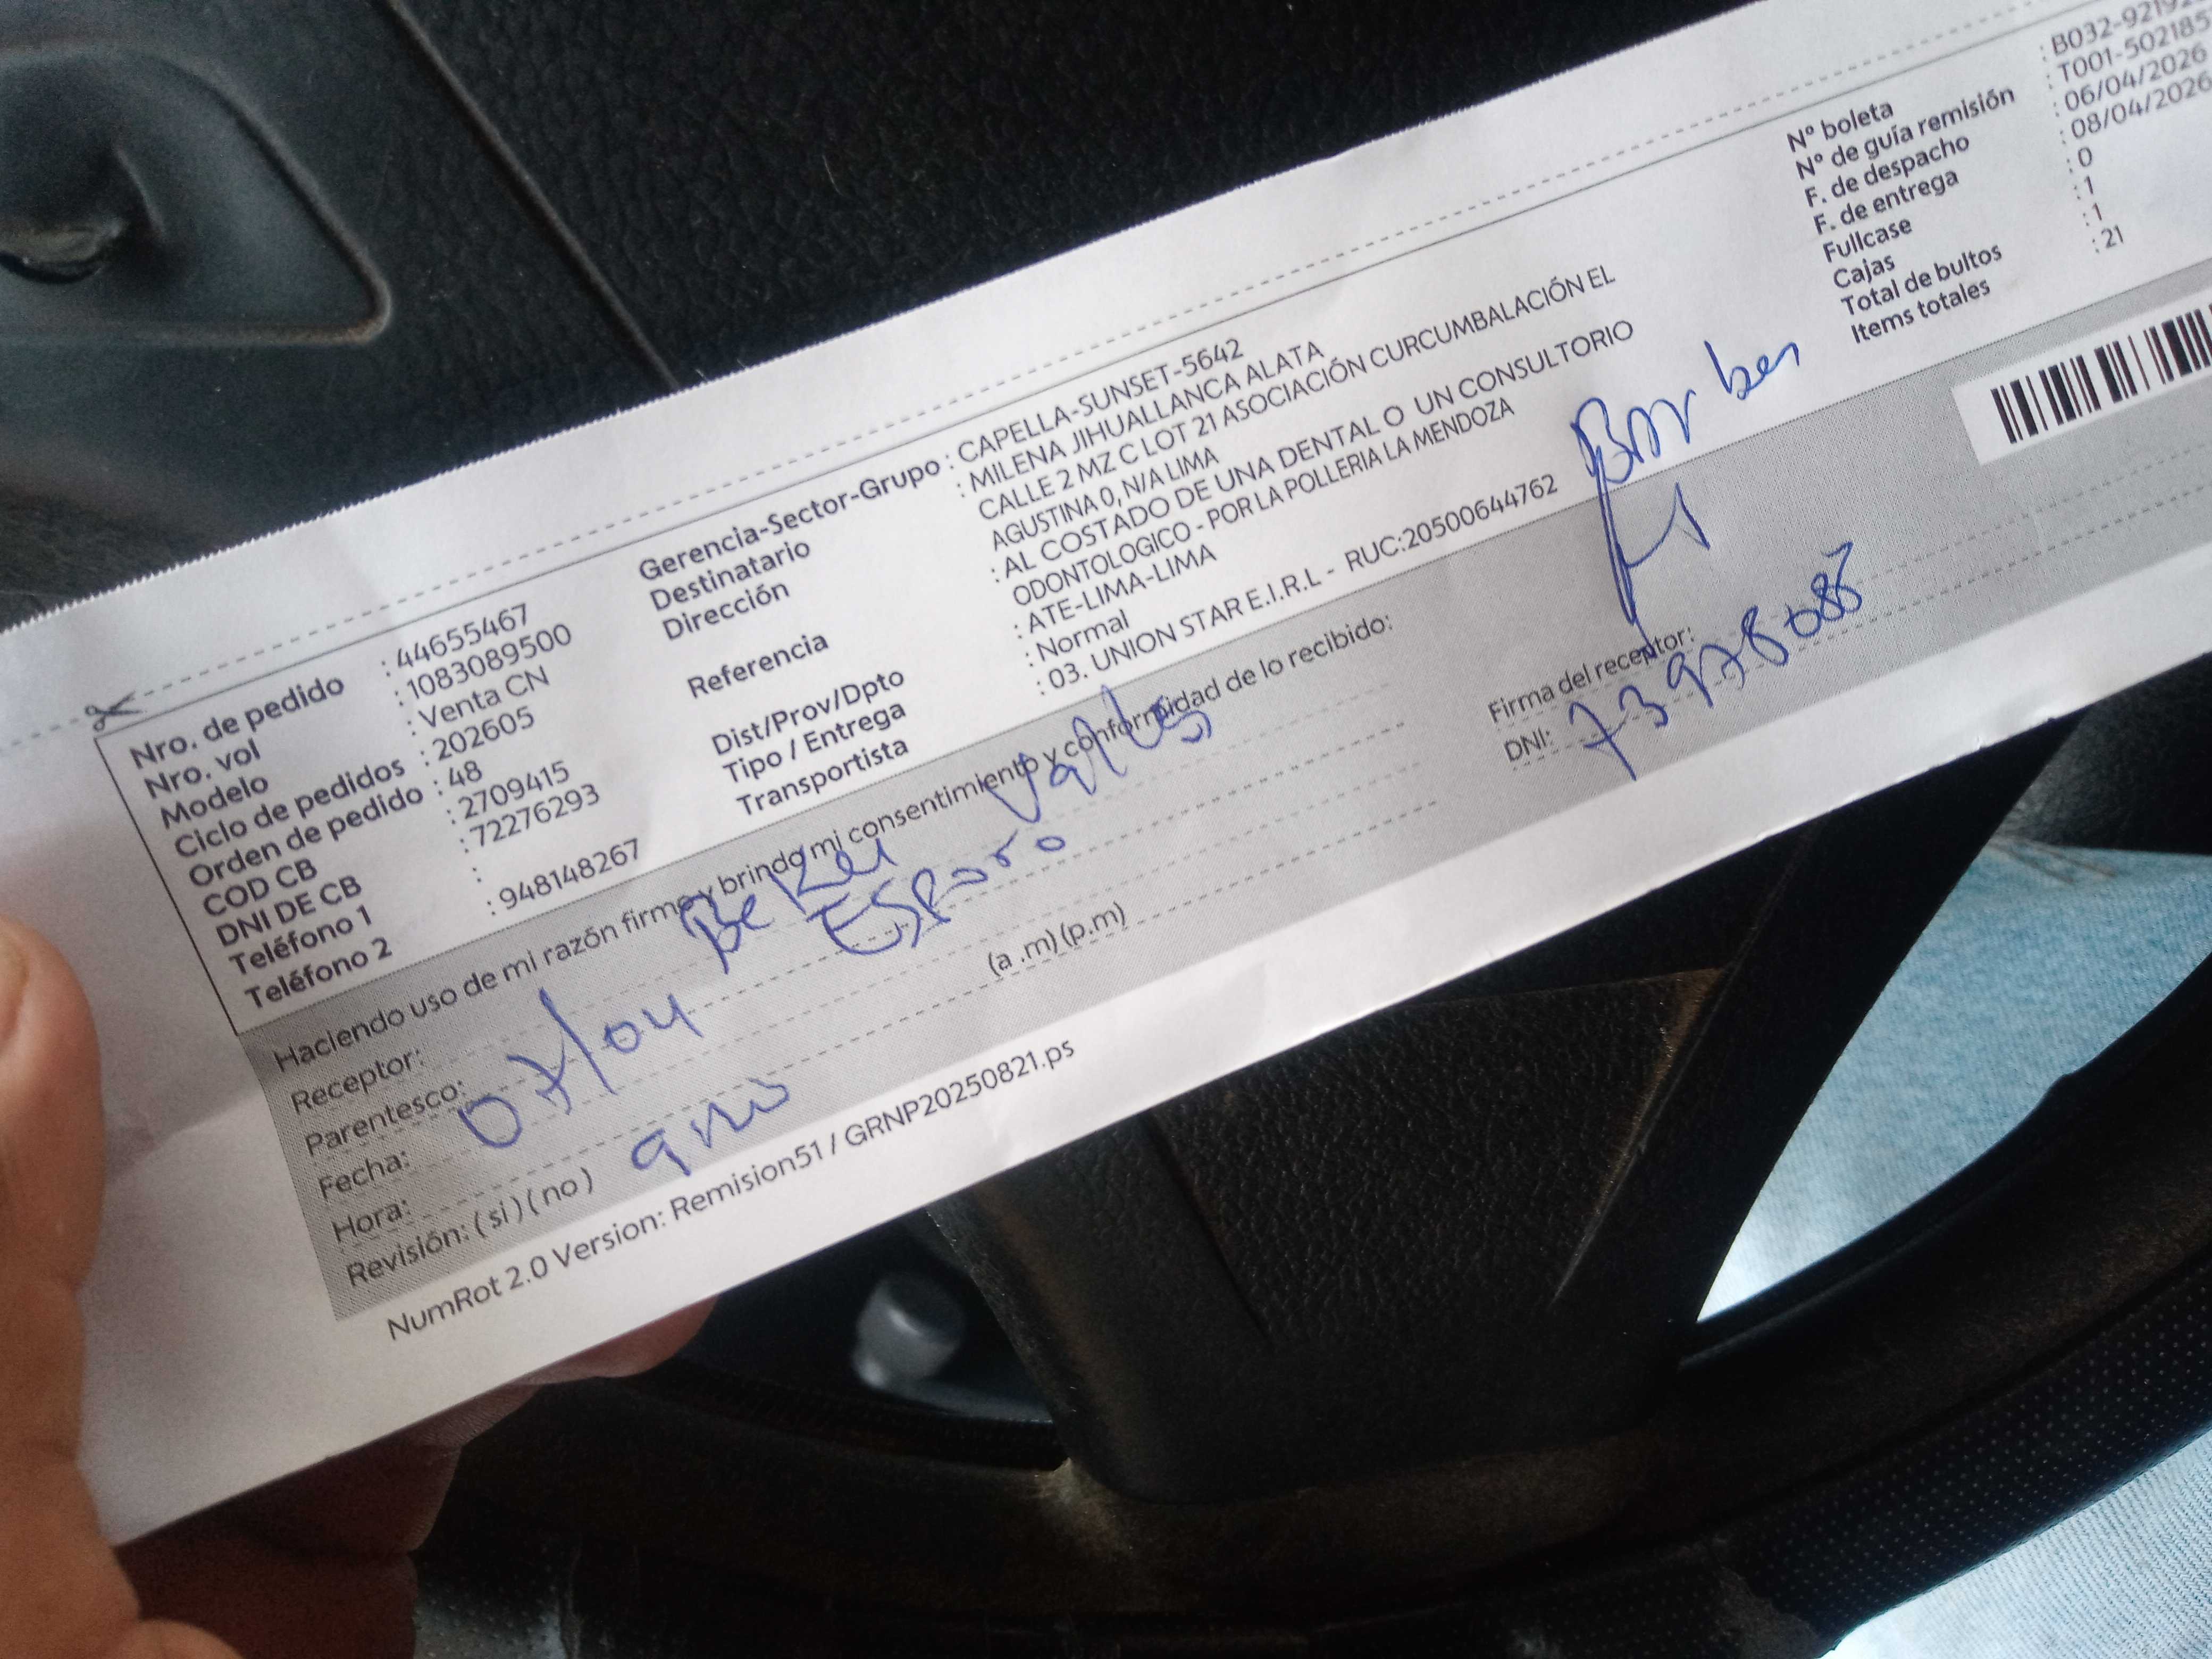 Nro. de pedido : 44655467
Nro. vol : 1083089500
Modelo : Venta CN
Ciclo de pedidos : 202605
Orden de pedido : 48
COD CB : 2709415
DNI DE CB : 72276293
Teléfono 1 :
Teléfono 2 : 948148267
Gerencia-Sector-Grupo : CAPELLA-SUNSET-5642
Destinatario : MILENA JIHUALLANCA ALATA
Dirección CALLE 2 MZ C LOT 21 ASOCIACIÓN CURCUMBALACIÓN EL
AGUSTINA 0, N/A LIMA
Referencia : AL COSTADO DE UNA DENTAL O UN CONSULTORIO
ODONTOLOGICO - POR LA POLLERIA LA MENDOZA
Dist/Prov/Dpto : ATE-LIMA-LIMA
Tipo / Entrega : Normal
Transportista : 03. UNION STAR E.I.R.L - RUC:20500644762
Nº boleta : B032-9219
Nº de guía remisión : T001-502185
F. de despacho : 06/04/2026
F. de entrega : 08/04/2026
Fullcase : 0
Cajas : 1
Total de bultos : 1
Items totales : 21
Haciendo uso de mi razón firmo y brindo mi consentimiento y conformidad de lo recibido:
Receptor:
Parentesco: Esposo
Fecha: 07/04
Hora:
(a .m) (p.m)
Revisión: ( si ) ( no )
Firma del receptor:
DNI:
NumRot 2.0 Version: Remision51 / GRNP20250821.ps